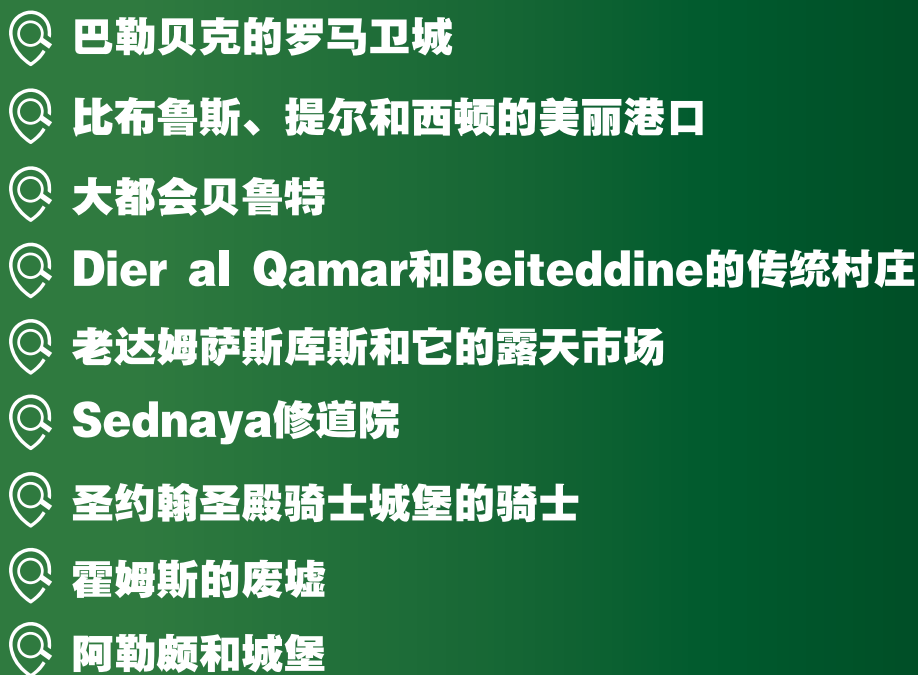 巴勒贝克的罗马卫城
比布鲁斯、提尔和西顿的美丽港口
大都会贝鲁特
Dier al Qamar和Beiteddine的传统村庄
老达姆萨斯库斯和它的露天市场
Sednaya修道院
圣约翰圣殿骑士城堡的骑士
霍姆斯的废墟
阿勒颇和城堡